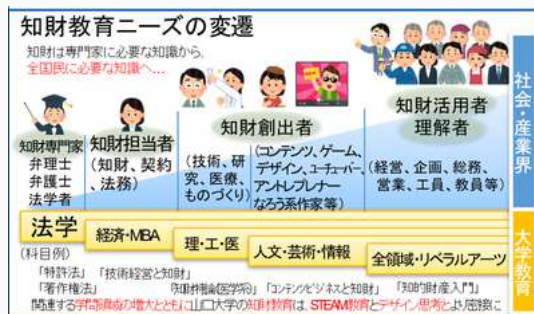 知財教育ニーズの変遷
知財は専門家に必要な知識から、
全国民に必要な知識へ…
知財専門家
弁理士
弁護士
法学者
知財担当者
(知財、契約
、法務)
知財創出者
(技術、研
究、医療、
ものづくり)
(コンテンツ、ゲーム、
デザイン、ユーチューバー、
アントレプレナー
なろう系作家等)
知財活用者
理解者
(経営、企画、総務、
営業、工員、教員等)
社会・産業界
法学
経済・MBA
理・工・医
人文・芸術・情報
全領域・リベラルアーツ
大学教育
(科目例)
「特許法」 「技術経営と知財」
「著作権法」 「コンテンツビジネスと知財」 「知的財産入門」
関連する学問領域の増大とともに山口大学の知財教育は、STEAM教育とデザイン思考とより密接に